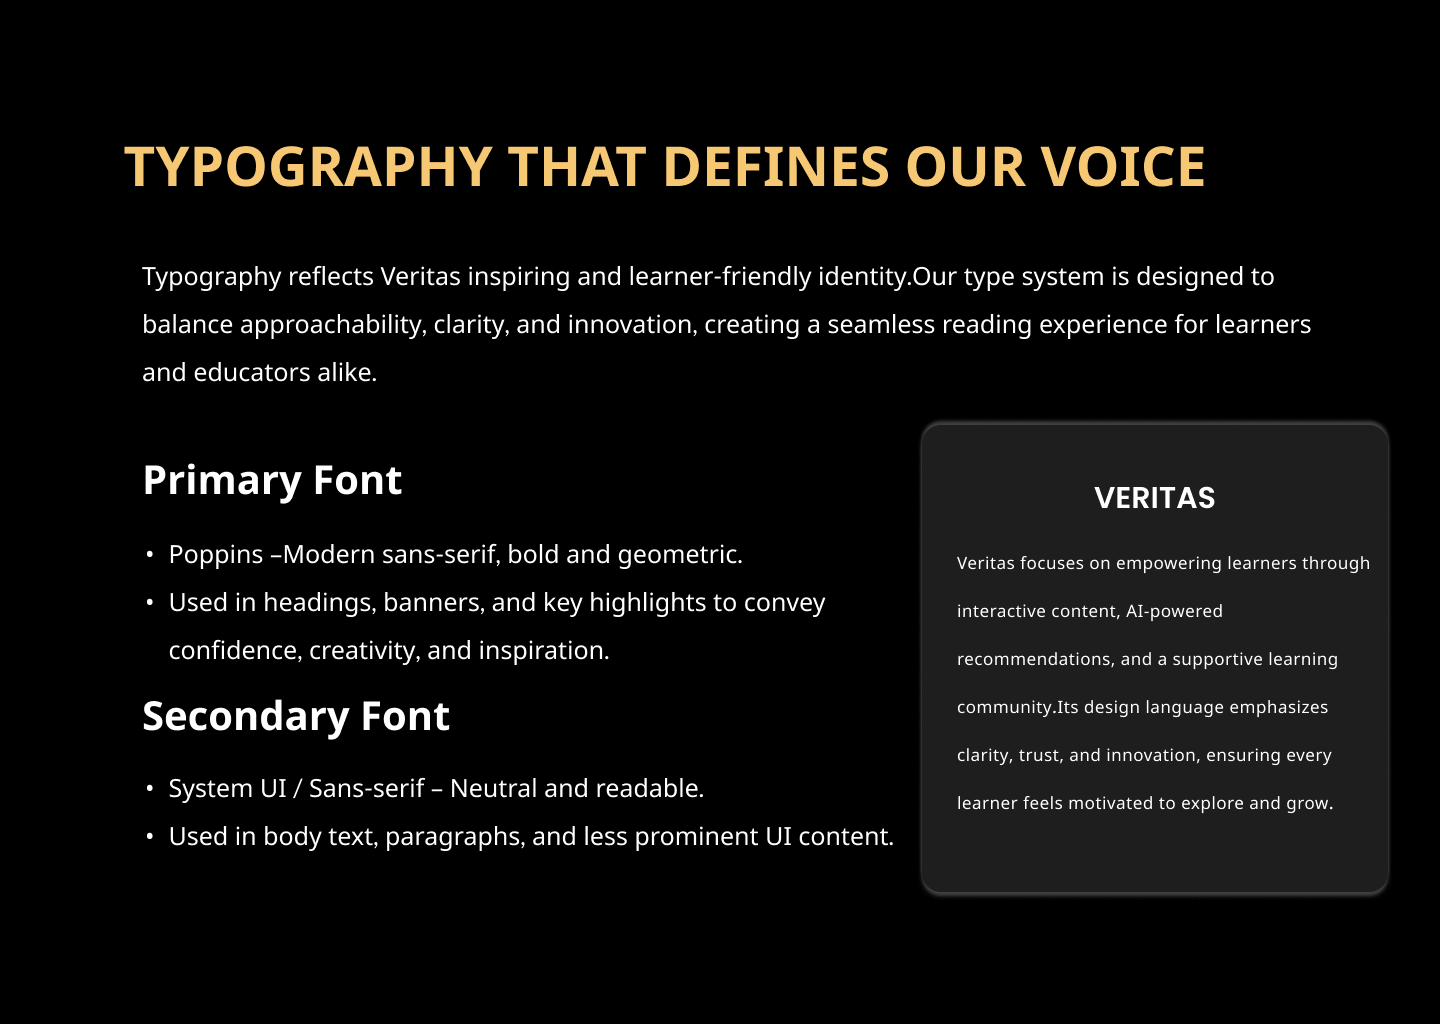 TYPOGRAPHY THAT DEFINES OUR VOICE
Typography reflects Veritas inspiring and learner-friendly identity.Our type system is designed to
balance approachability, clarity, and innovation, creating a seamless reading experience for learners
and educators alike.
Primary Font
• Poppins –Modern sans-serif, bold and geometric.
• Used in headings, banners, and key highlights to convey
confidence, creativity, and inspiration.
Secondary Font
• System UI / Sans-serif – Neutral and readable.
• Used in body text, paragraphs, and less prominent UI content.
VERITAS
Veritas focuses on empowering learners through
interactive content, AI-powered
recommendations, and a supportive learning
community.Its design language emphasizes
clarity, trust, and innovation, ensuring every
learner feels motivated to explore and grow.